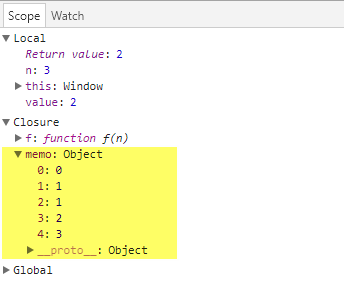 Scope Watch
Local
Return value: 2
n: 3
this: Window
value: 2
Closure
f: function f(n)
memo: Object
0: 0
1: 1
2: 1
3: 2
4: 3
__proto__: Object
Global